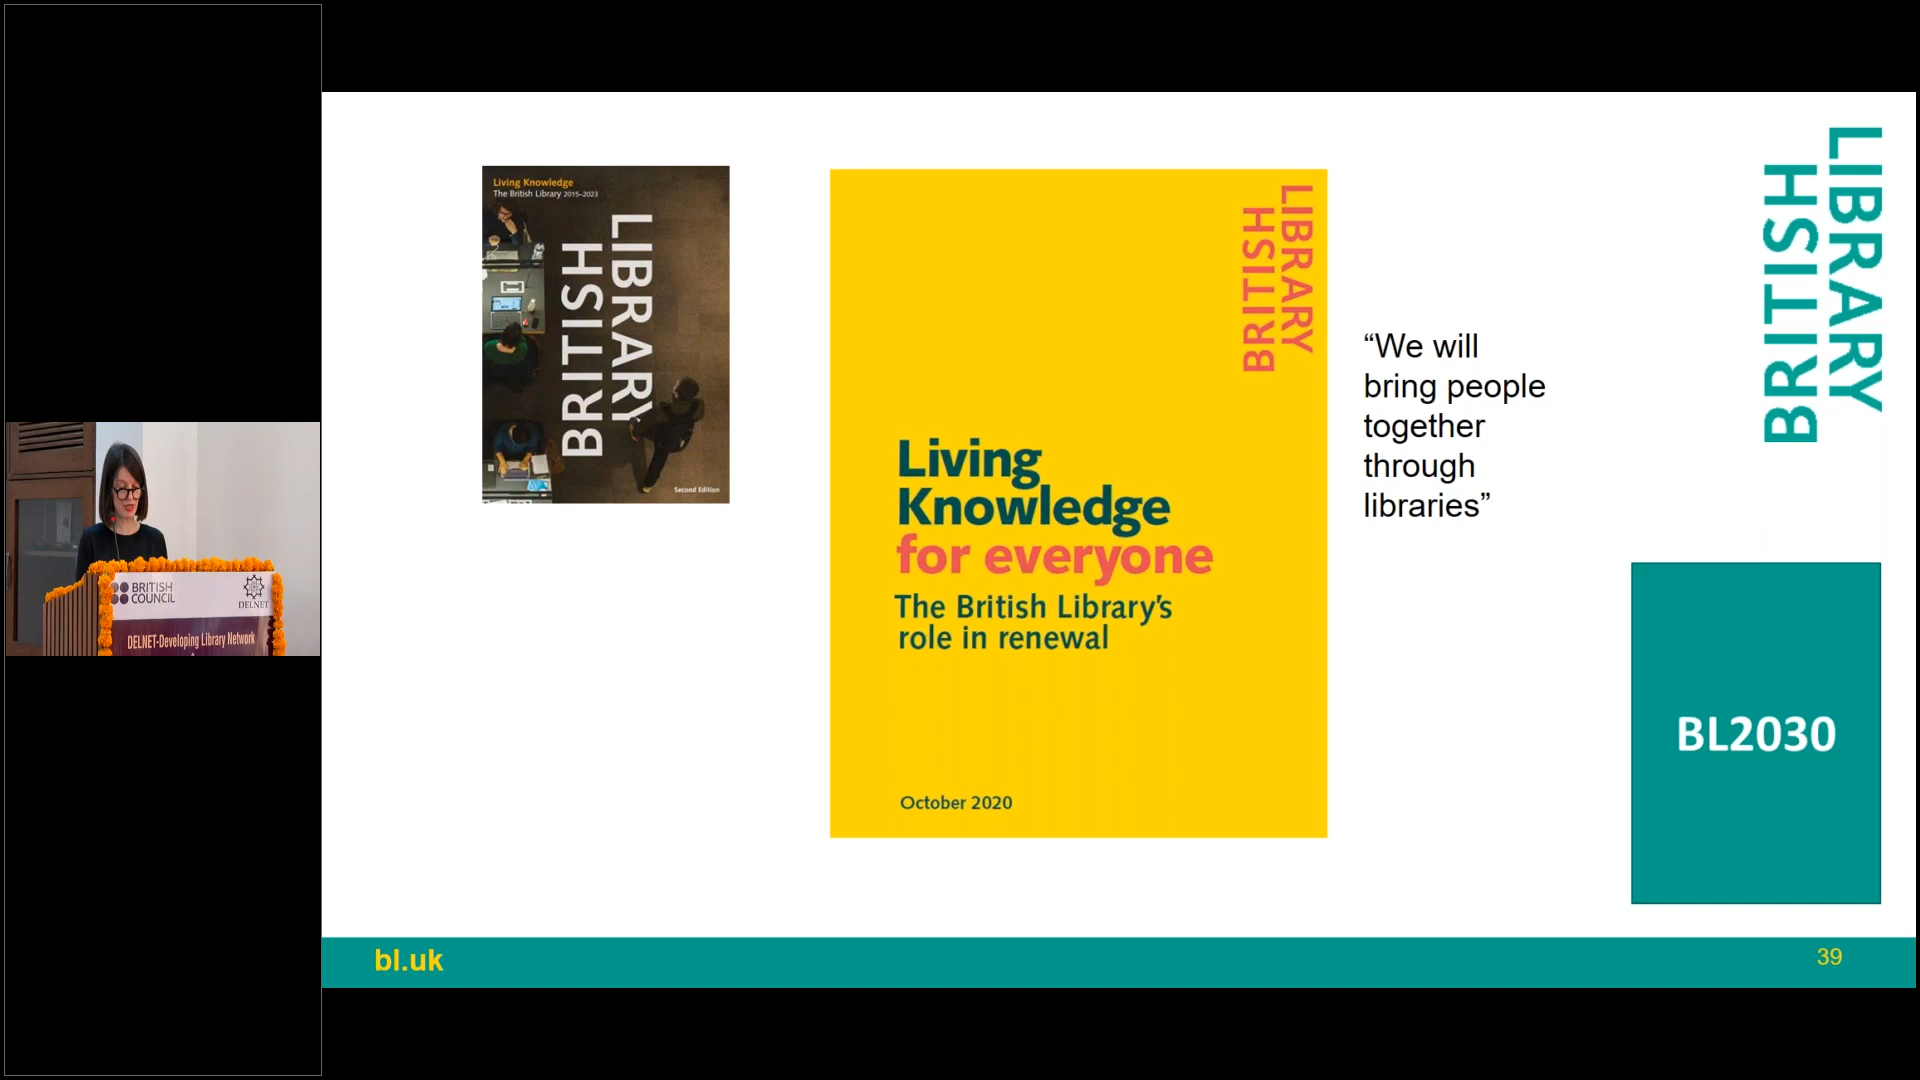 BRITISH
COUNCIL
DELNET
DELNET-Developing Library Network
Living Knowledge
The British Library 2015–2023
BRITISH
LIBRARY
Second Edition
BRITISH
LIBRARY
Living
Knowledge
for everyone
The British Library’s
role in renewal
October 2020
“We will
bring people
together
through
libraries”
BRITISH
LIBRARY
BL2030
bl.uk
39